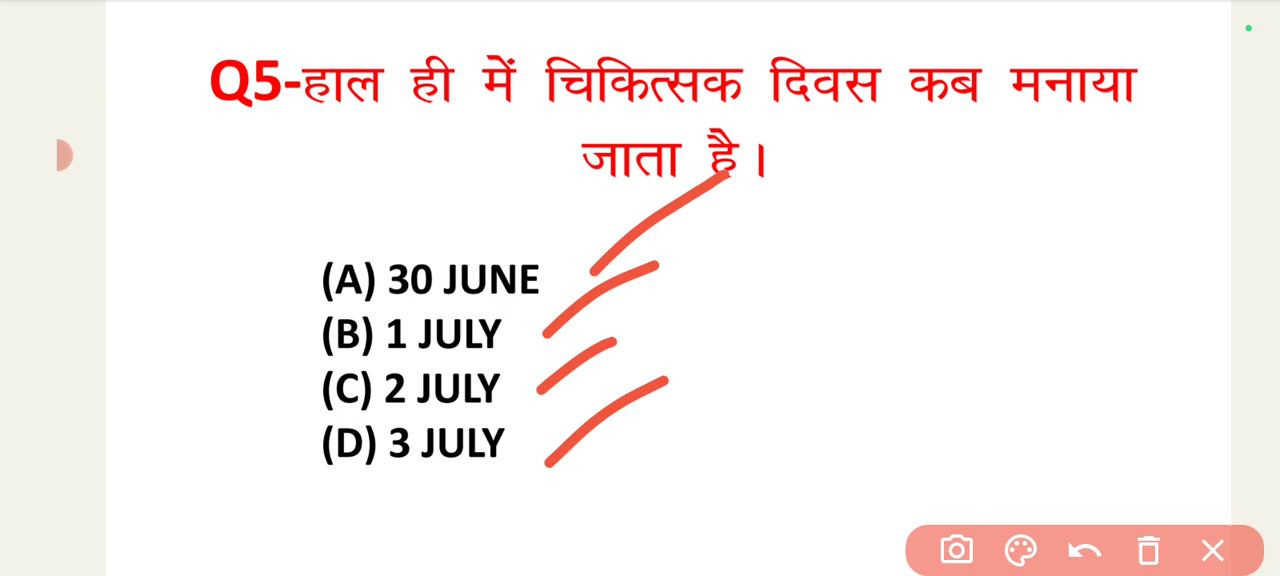 Q5-हाल ही में चिकित्सक दिवस कब मनाया
जाता है।
(A) 30 JUNE
(B) 1 JULY
(C) 2 JULY
(D) 3 JULY